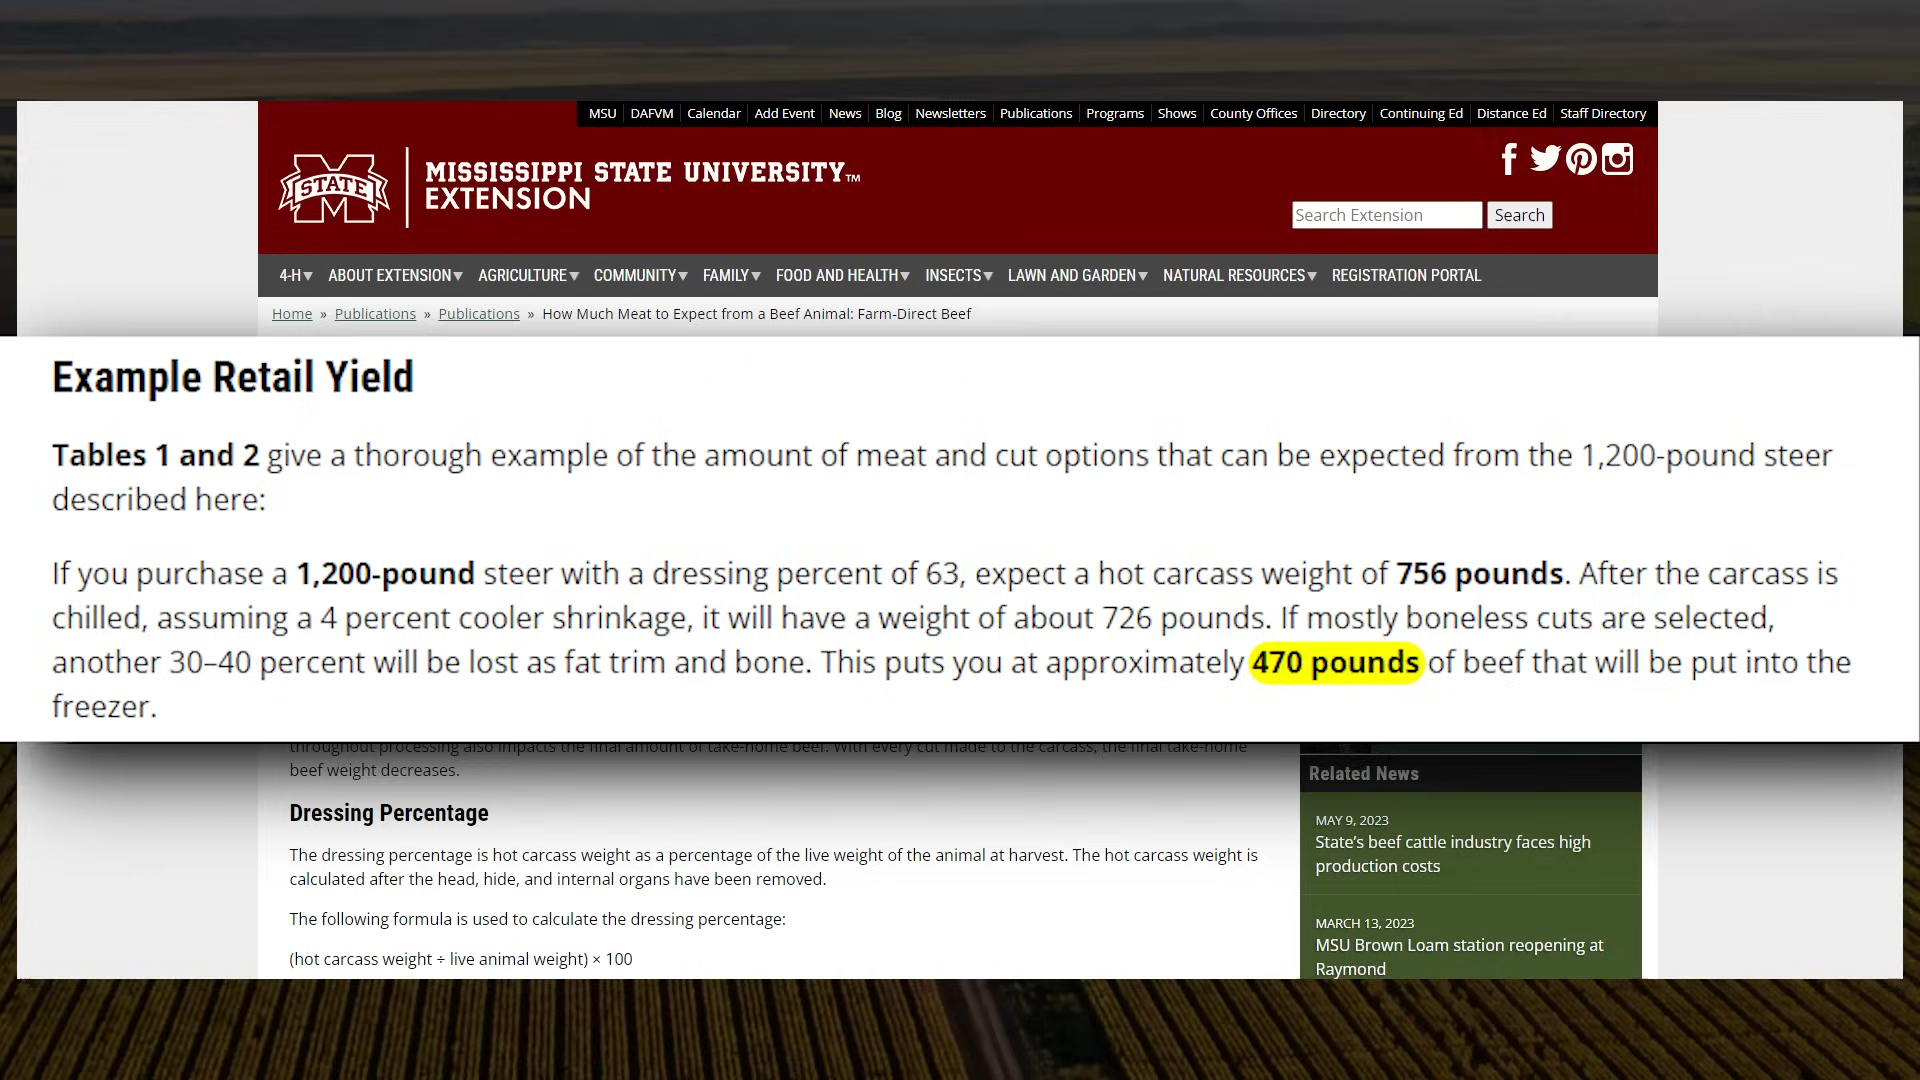 MSU DAFVM Calendar Add Event News Blog Newsletters Publications Programs Shows County Offices Directory Continuing Ed Distance Ed Staff Directory
STATE
MISSISSIPPI STATE UNIVERSITY™
EXTENSION
Search Extension Search
4-H▼ ABOUT EXTENSION▼ AGRICULTURE▼ COMMUNITY▼ FAMILY▼ FOOD AND HEALTH▼ INSECTS▼ LAWN AND GARDEN▼ NATURAL RESOURCES▼ REGISTRATION PORTAL
Home » Publications » Publications » How Much Meat to Expect from a Beef Animal: Farm-Direct Beef
Example Retail Yield
Tables 1 and 2 give a thorough example of the amount of meat and cut options that can be expected from the 1,200-pound steer
described here:
If you purchase a 1,200-pound steer with a dressing percent of 63, expect a hot carcass weight of 756 pounds. After the carcass is
chilled, assuming a 4 percent cooler shrinkage, it will have a weight of about 726 pounds. If mostly boneless cuts are selected,
another 30–40 percent will be lost as fat trim and bone. This puts you at approximately 470 pounds of beef that will be put into the
freezer.
throughout processing also impacts the final amount of take-home beef. With every cut made to the carcass, the final take-home
beef weight decreases.
Dressing Percentage
The dressing percentage is hot carcass weight as a percentage of the live weight of the animal at harvest. The hot carcass weight is
calculated after the head, hide, and internal organs have been removed.
The following formula is used to calculate the dressing percentage:
(hot carcass weight ÷ live animal weight) × 100
Related News
MAY 9, 2023
State's beef cattle industry faces high
production costs
MARCH 13, 2023
MSU Brown Loam station reopening at
Raymond